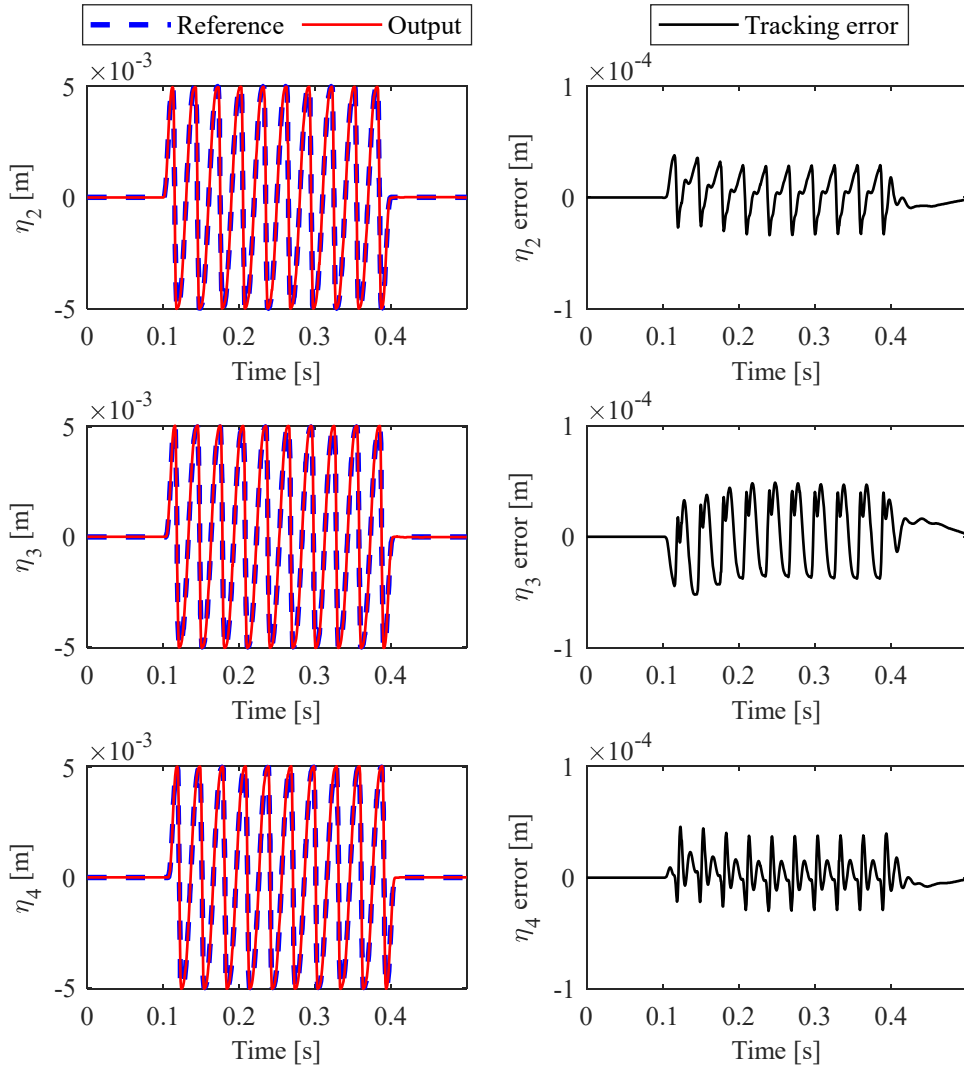 Reference Output
Tracking error
×10⁻³
5
0
-5
η₂ [m]
0 0.1 0.2 0.3 0.4
Time [s]
×10⁻⁴
1
0
-1
η₂ error [m]
0 0.1 0.2 0.3 0.4
Time [s]
×10⁻³
5
0
-5
η₃ [m]
0 0.1 0.2 0.3 0.4
Time [s]
×10⁻⁴
1
0
-1
η₃ error [m]
0 0.1 0.2 0.3 0.4
Time [s]
×10⁻³
5
0
-5
η₄ [m]
0 0.1 0.2 0.3 0.4
Time [s]
×10⁻⁴
1
0
-1
η₄ error [m]
0 0.1 0.2 0.3 0.4
Time [s]